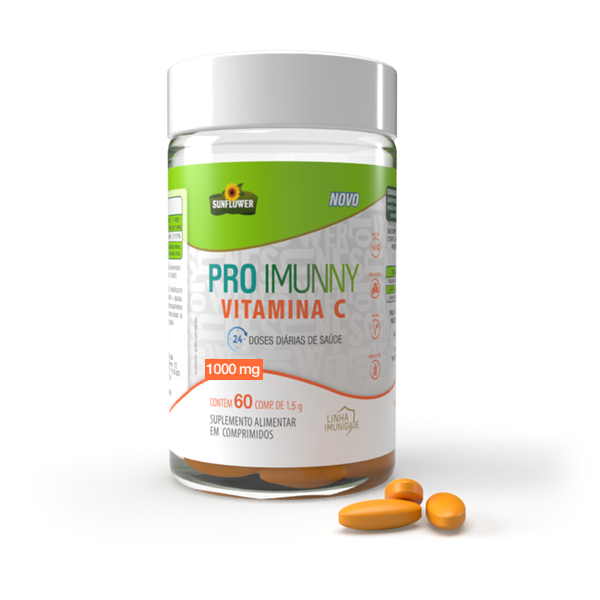 SUNFLOWER
NOVO
PRO IMUNNY
VITAMINA C
24 DOSES DIÁRIAS DE SAÚDE
1000 mg
CONTÉM 60 COMP. DE 1,5 g
SUPLEMENTO ALIMENTAR
EM COMPRIMIDOS
LINHA
IMUNIDADE